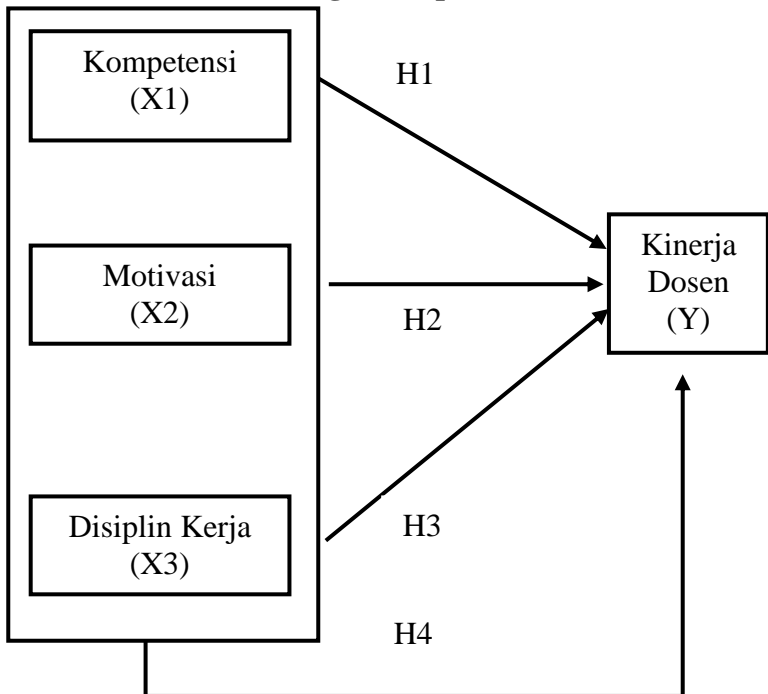 Kompetensi
(X1)
H1
Motivasi
(X2)
H2
Kinerja
Dosen
(Y)
Disiplin Kerja
(X3)
H3
H4